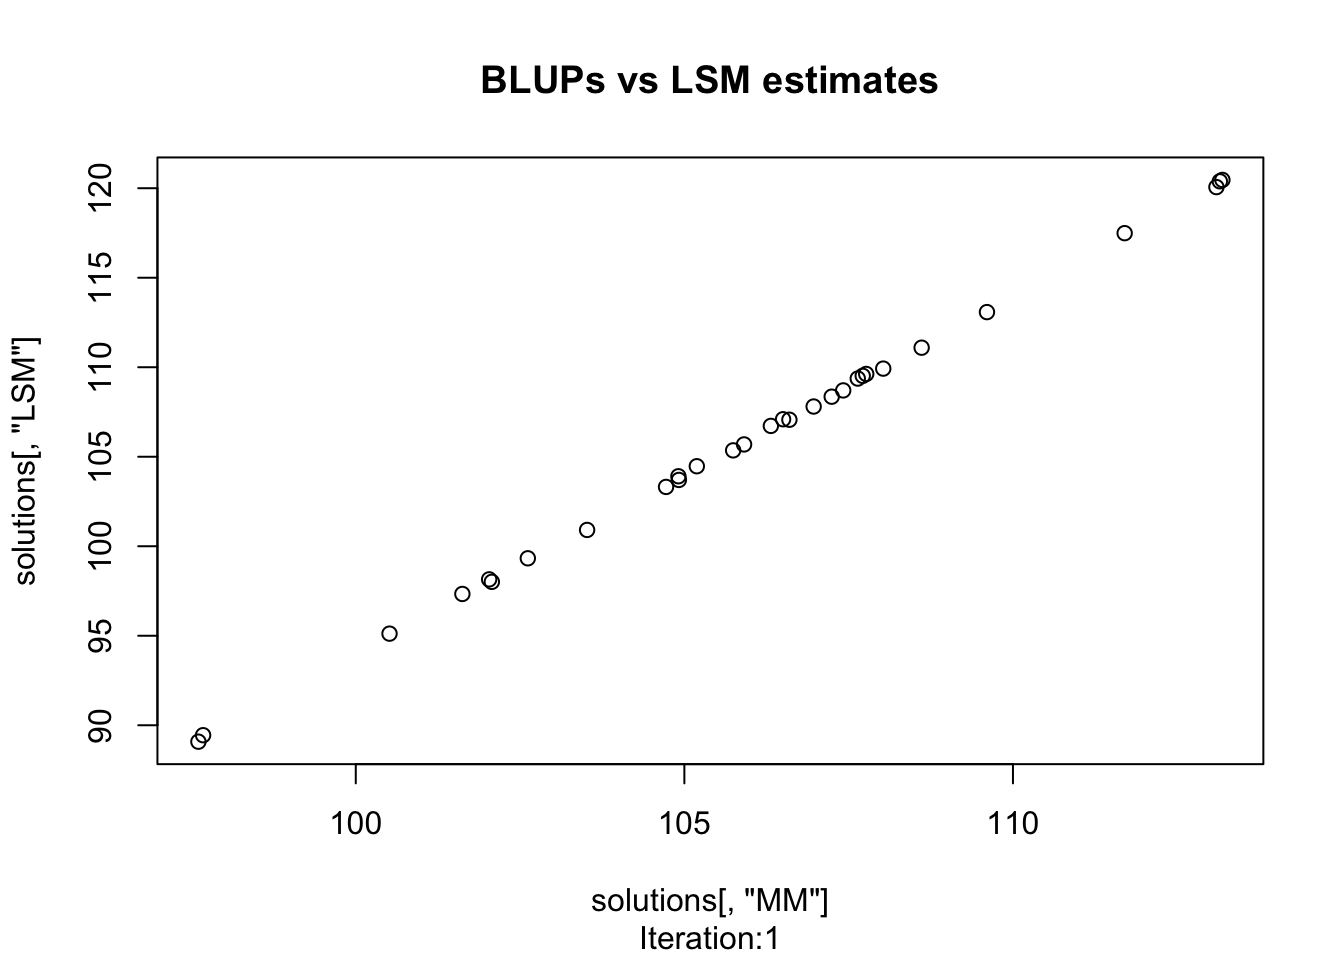 BLUPs vs LSM estimates
solutions[, "LSM"]
120
115
110
105
100
95
90
100 105 110
solutions[, "MM"]
Iteration:1